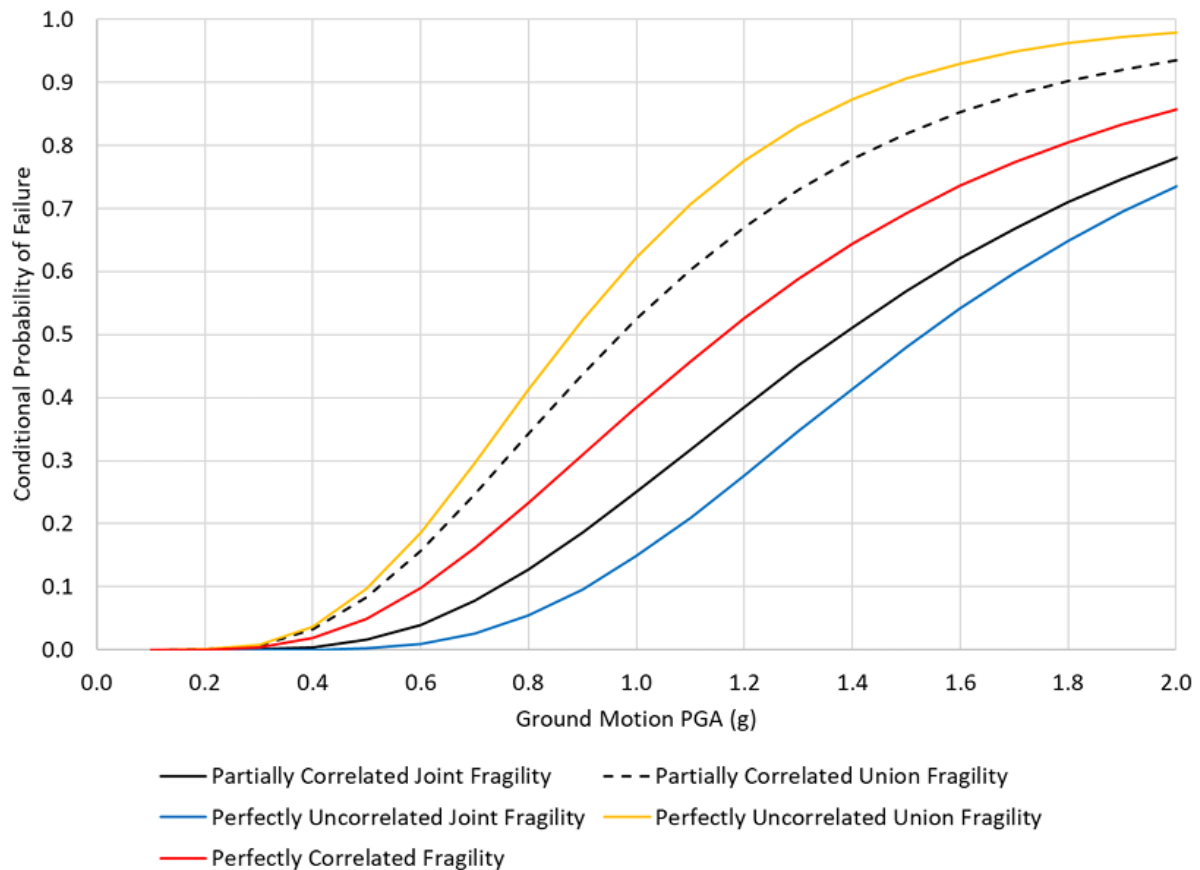 1.0
0.9
0.8
0.7
0.6
0.5
0.4
0.3
0.2
0.1
0.0
Conditional Probability of Failure
0.0 0.2 0.4 0.6 0.8 1.0 1.2 1.4 1.6 1.8 2.0
Ground Motion PGA (g)
Partially Correlated Joint Fragility Partially Correlated Union Fragility
Perfectly Uncorrelated Joint Fragility Perfectly Uncorrelated Union Fragility
Perfectly Correlated Fragility